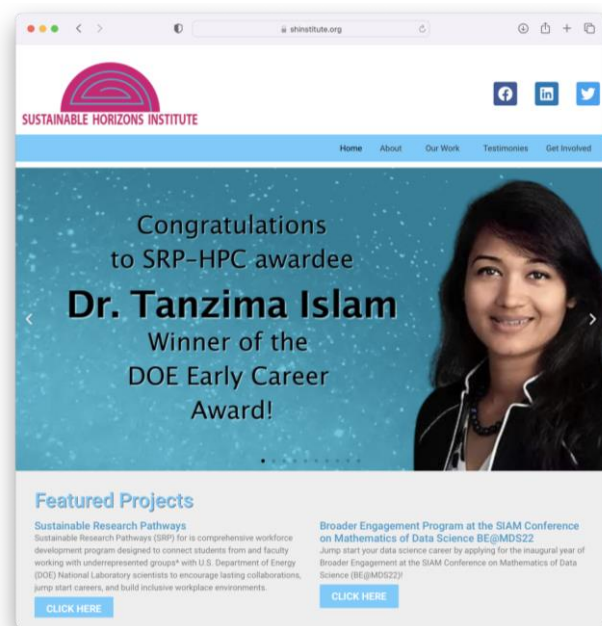 shinstitute.org
SUSTAINABLE HORIZONS INSTITUTE
Home About Our Work Testimonies Get Involved
Congratulations
to SRP-HPC awardee
Dr. Tanzima Islam
Winner of the
DOE Early Career
Award!
Featured Projects
Sustainable Research Pathways
Sustainable Research Pathways (SRP) for is comprehensive workforce
development program designed to connect students from and faculty
working with underrepresented groups* with U.S. Department of Energy
(DOE) National Laboratory scientists to encourage lasting collaborations,
jump start careers, and build inclusive workplace environments.
CLICK HERE
Broader Engagement Program at the SIAM Conference
on Mathematics of Data Science BE@MDS22
Jump start your data science career by applying for the inaugural year of
Broader Engagement at the SIAM Conference on Mathematics of Data
Science (BE@MDS22)!
CLICK HERE